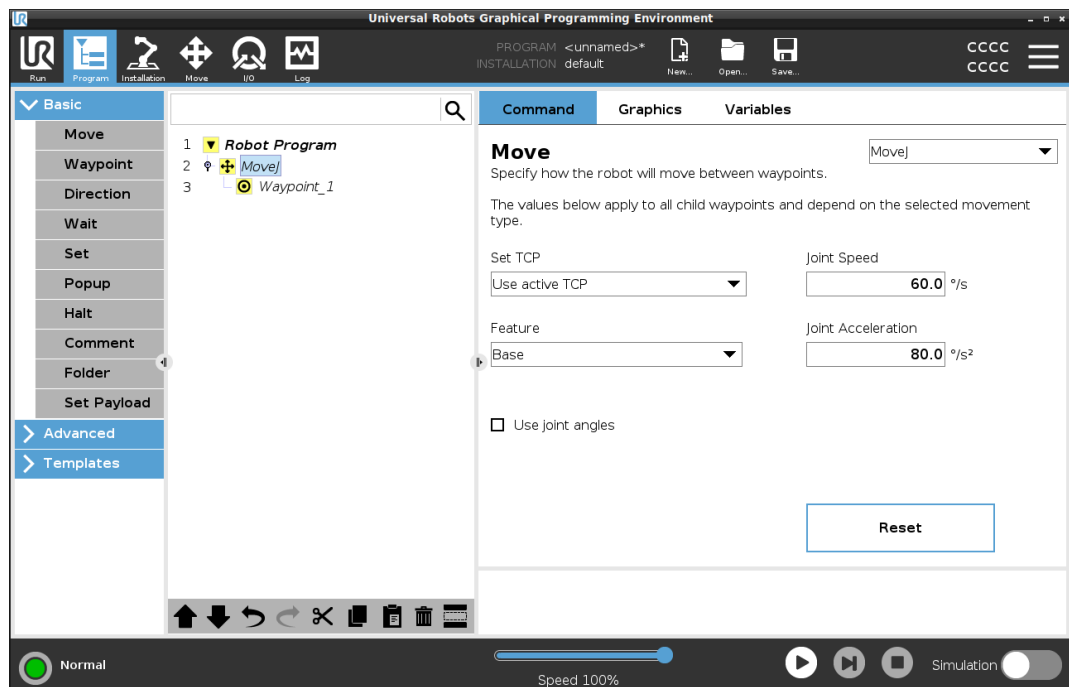 Universal Robots Graphical Programming Environment
UR
Run
Program
Installation
Move
I/O
Log
PROGRAM <unnamed>*
INSTALLATION default
New...
Open...
Save...
CCCC
CCCC
Basic
Move
Waypoint
Direction
Wait
Set
Popup
Halt
Comment
Folder
Set Payload
Advanced
Templates
1 Robot Program
2 MoveJ
3 Waypoint_1
Command Graphics Variables
Move
MoveJ
Specify how the robot will move between waypoints.
The values below apply to all child waypoints and depend on the selected movement
type.
Set TCP
Use active TCP
Joint Speed
60.0 °/s
Feature
Base
Joint Acceleration
80.0 °/s²
Use joint angles
Reset
Normal
Speed 100%
Simulation